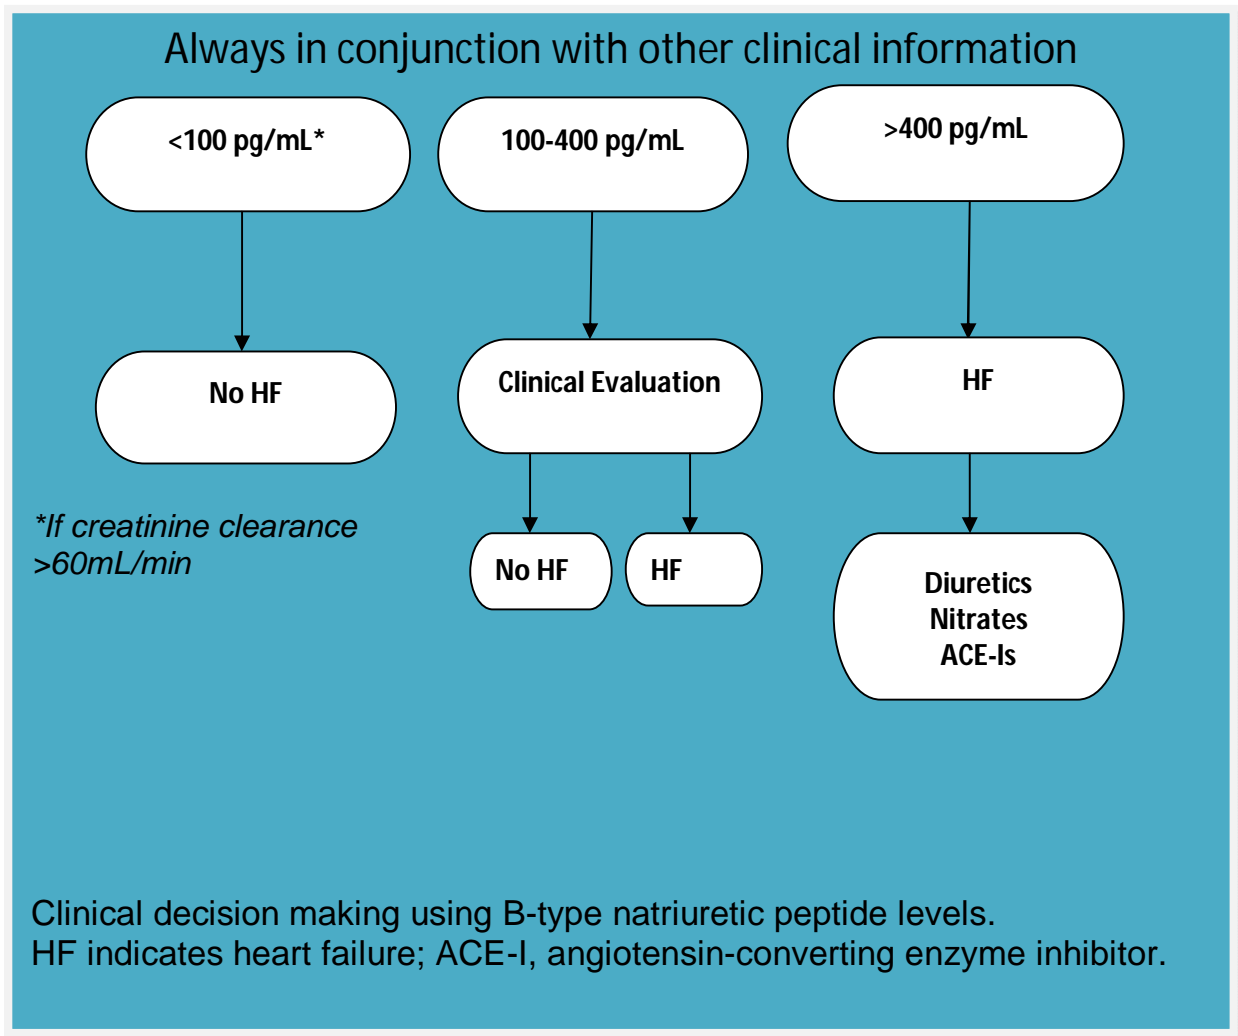 Always in conjunction with other clinical information
<100 pg/mL*
100-400 pg/mL
>400 pg/mL
No HF
Clinical Evaluation
HF
*If creatinine clearance
>60mL/min
No HF
HF
Diuretics
Nitrates
ACE-Is
Clinical decision making using B-type natriuretic peptide levels.
HF indicates heart failure; ACE-I, angiotensin-converting enzyme inhibitor.